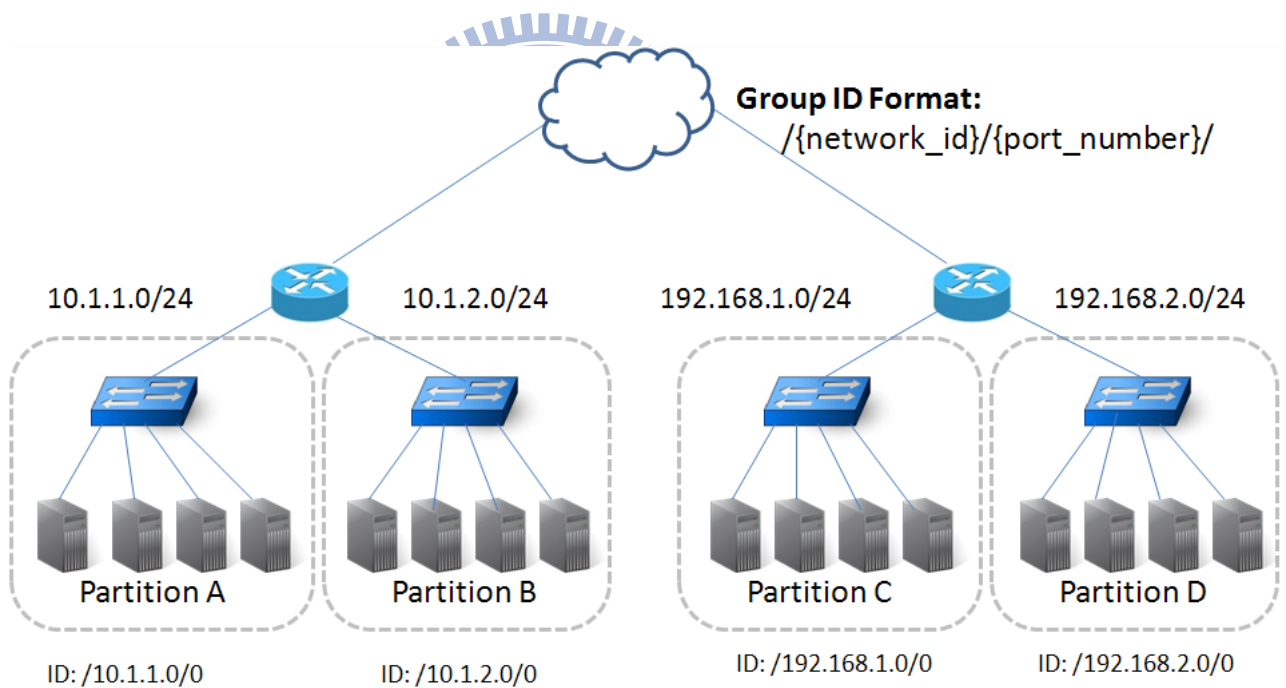 Group ID Format:
/{network_id}/{port_number}/
10.1.1.0/24
10.1.2.0/24
192.168.1.0/24
192.168.2.0/24
Partition A
Partition B
Partition C
Partition D
ID: /10.1.1.0/0
ID: /10.1.2.0/0
ID: /192.168.1.0/0
ID: /192.168.2.0/0